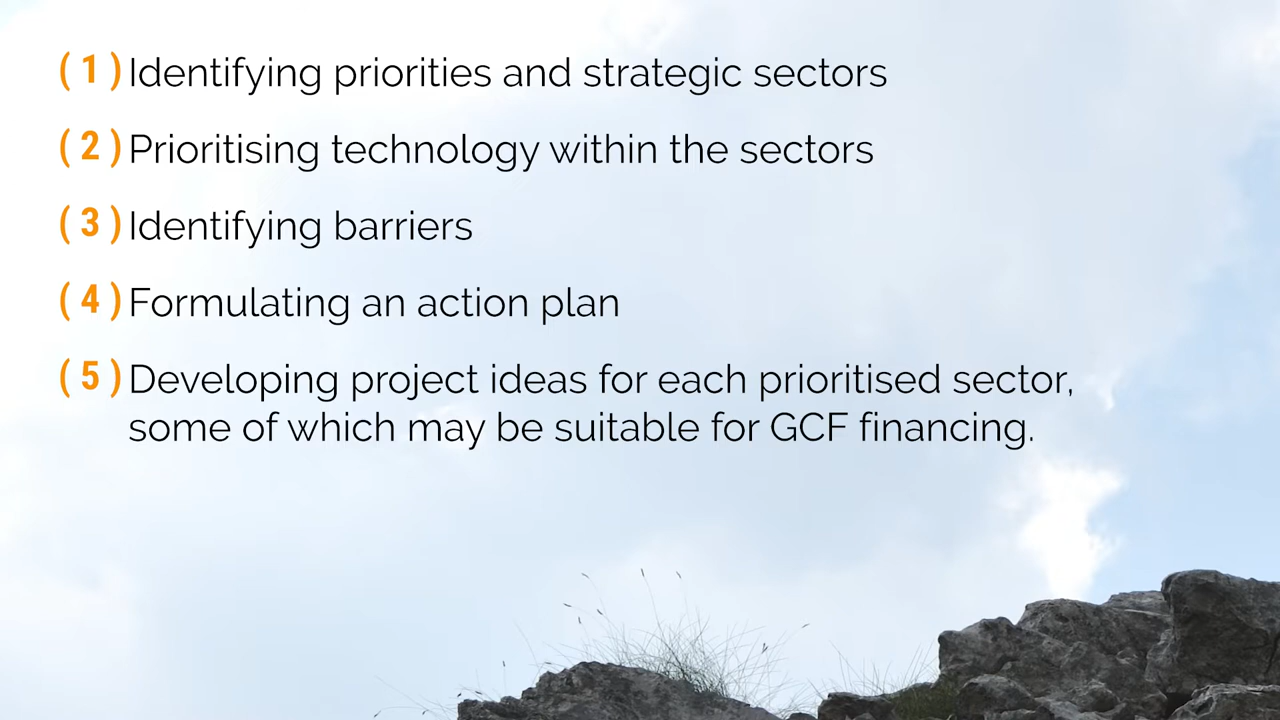 ( 1 ) Identifying priorities and strategic sectors
( 2 ) Prioritising technology within the sectors
( 3 ) Identifying barriers
( 4 ) Formulating an action plan
( 5 ) Developing project ideas for each prioritised sector,
some of which may be suitable for GCF financing.